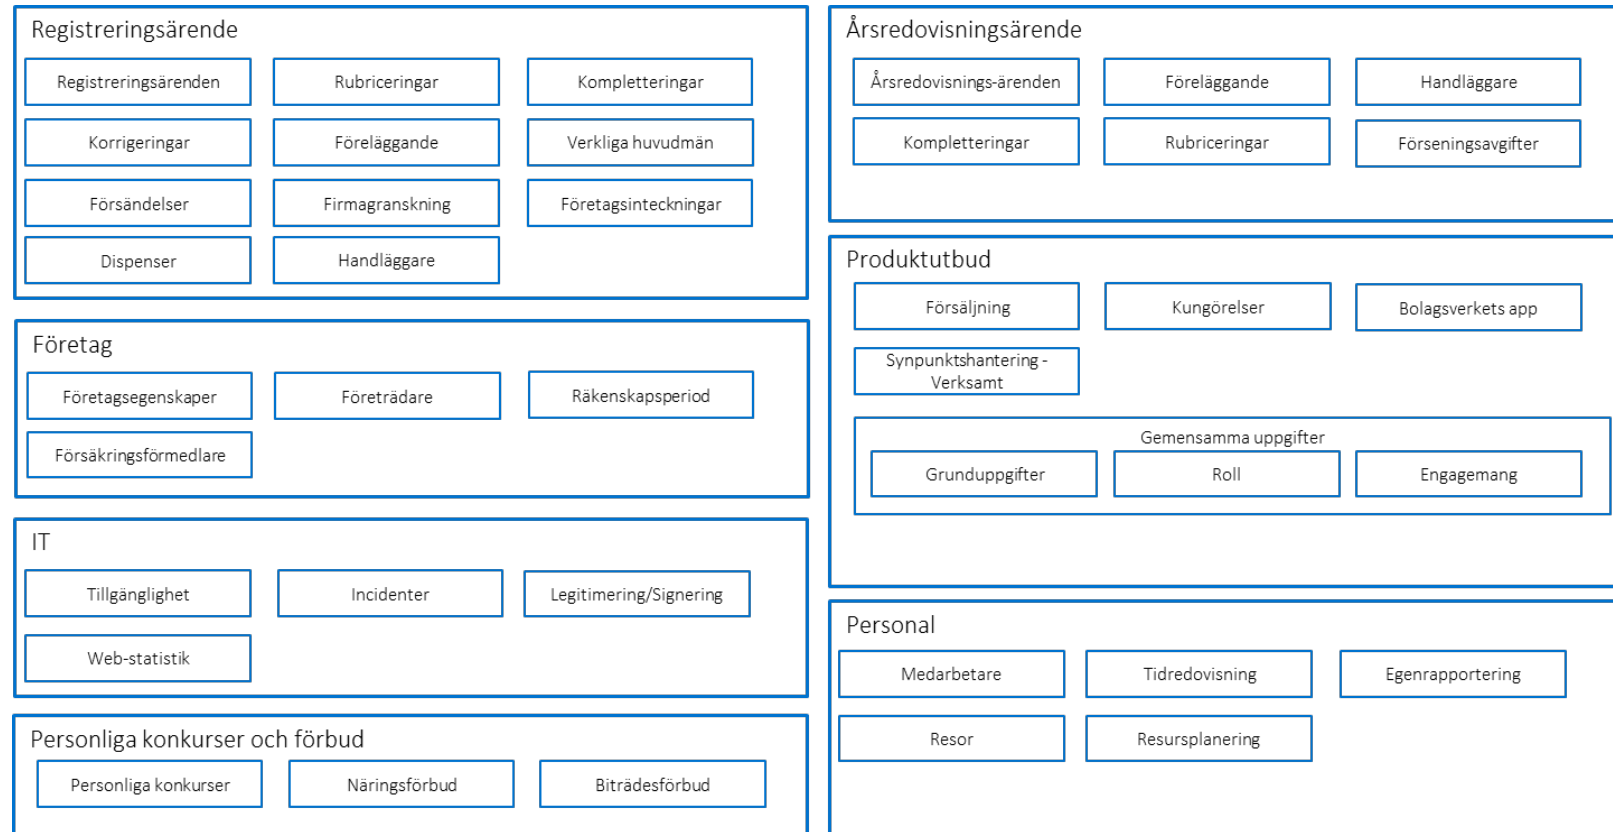 Registreringsärende
Registreringsärenden
Rubriceringar
Kompletteringar
Korrigeringar
Föreläggande
Verkliga huvudmän
Försändelser
Firmagranskning
Företagsinteckningar
Dispenser
Handläggare
Företag
Företagsegenskaper
Företrädare
Räkenskapsperiod
Försäkringsförmedlare
IT
Tillgänglighet
Incidenter
Legitimering/Signering
Web-statistik
Personliga konkurser och förbud
Personliga konkurser
Näringsförbud
Biträdesförbud
Årsredovisningsärende
Årsredovisnings-ärenden
Föreläggande
Handläggare
Kompletteringar
Rubriceringar
Förseningsavgifter
Produktutbud
Försäljning
Kungörelser
Bolagsverkets app
Synpunktshantering -
Verksamt
Gemensamma uppgifter
Grunduppgifter
Roll
Engagemang
Personal
Medarbetare
Tidredovisning
Egenrapportering
Resor
Resursplanering